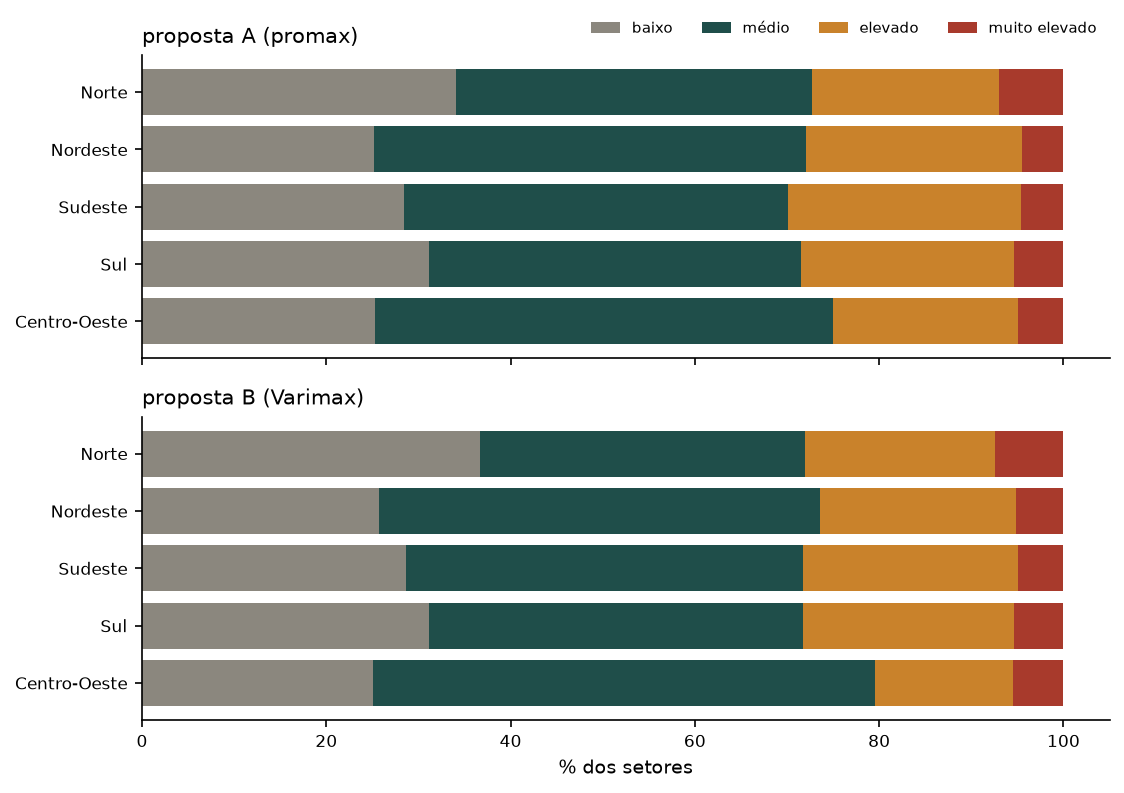 baixo médio elevado muito elevado
proposta A (promax)
Norte
Nordeste
Sudeste
Sul
Centro-Oeste
proposta B (Varimax)
Norte
Nordeste
Sudeste
Sul
Centro-Oeste
0 20 40 60 80 100
% dos setores